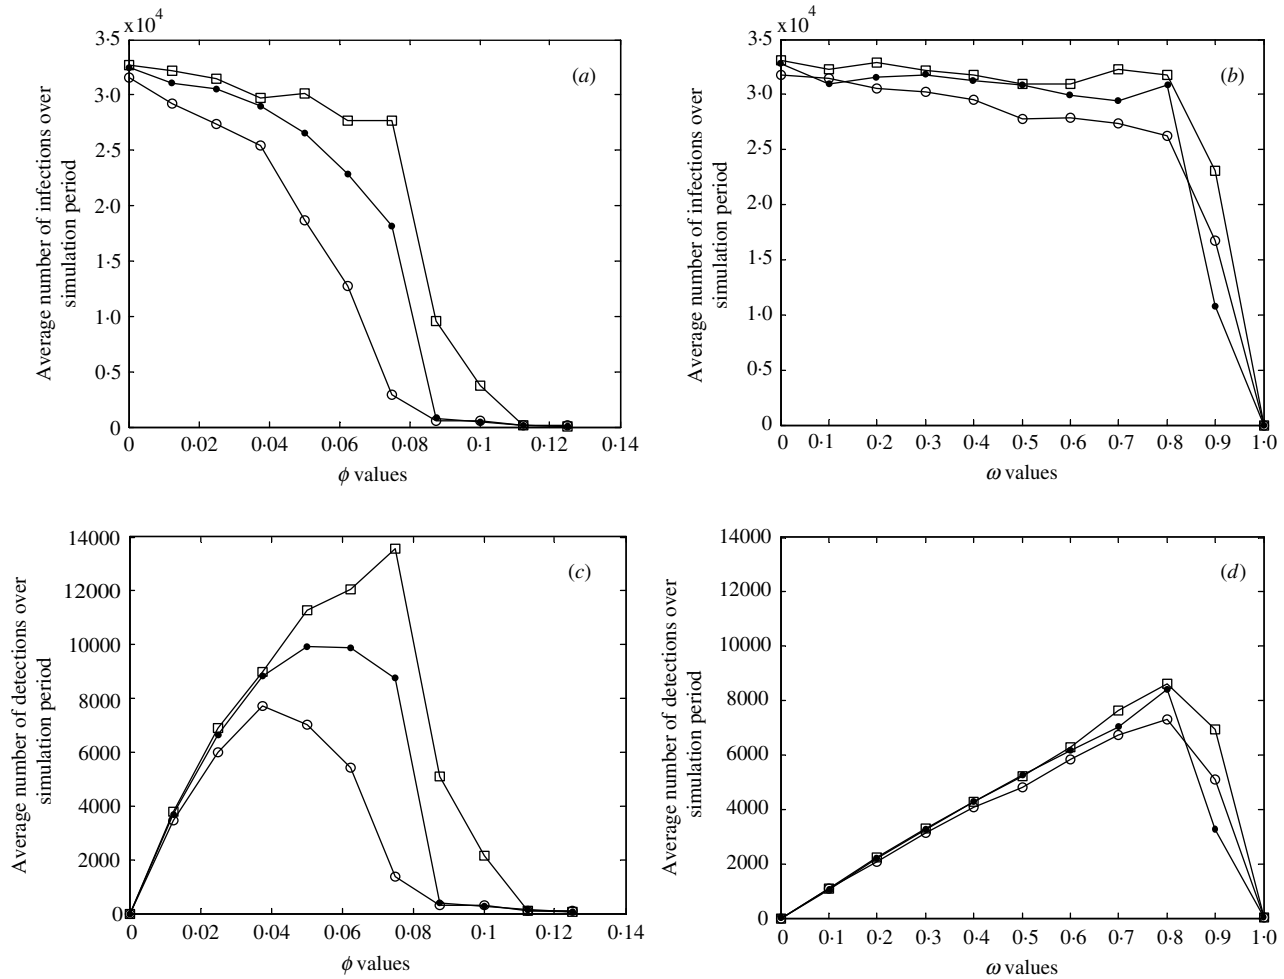 x10⁴
3·5
3·0
2·5
2·0
1·5
1·0
0·5
0
Average number of infections over
simulation period
(a)
0 0·02 0·04 0·06 0·08 0·1 0·12 0·14
ϕ values
x10⁴
3·5
3·0
2·5
2·0
1·5
1·0
0·5
0
Average number of infections over
simulation period
(b)
0 0·1 0·2 0·3 0·4 0·5 0·6 0·7 0·8 0·9 1·0
ω values
14000
12000
10000
8000
6000
4000
2000
0
Average number of detections over
simulation period
(c)
0 0·02 0·04 0·06 0·08 0·1 0·12 0·14
ϕ values
14000
12000
10000
8000
6000
4000
2000
0
Average number of detections over
simulation period
(d)
0 0·1 0·2 0·3 0·4 0·5 0·6 0·7 0·8 0·9 1·0
ω values